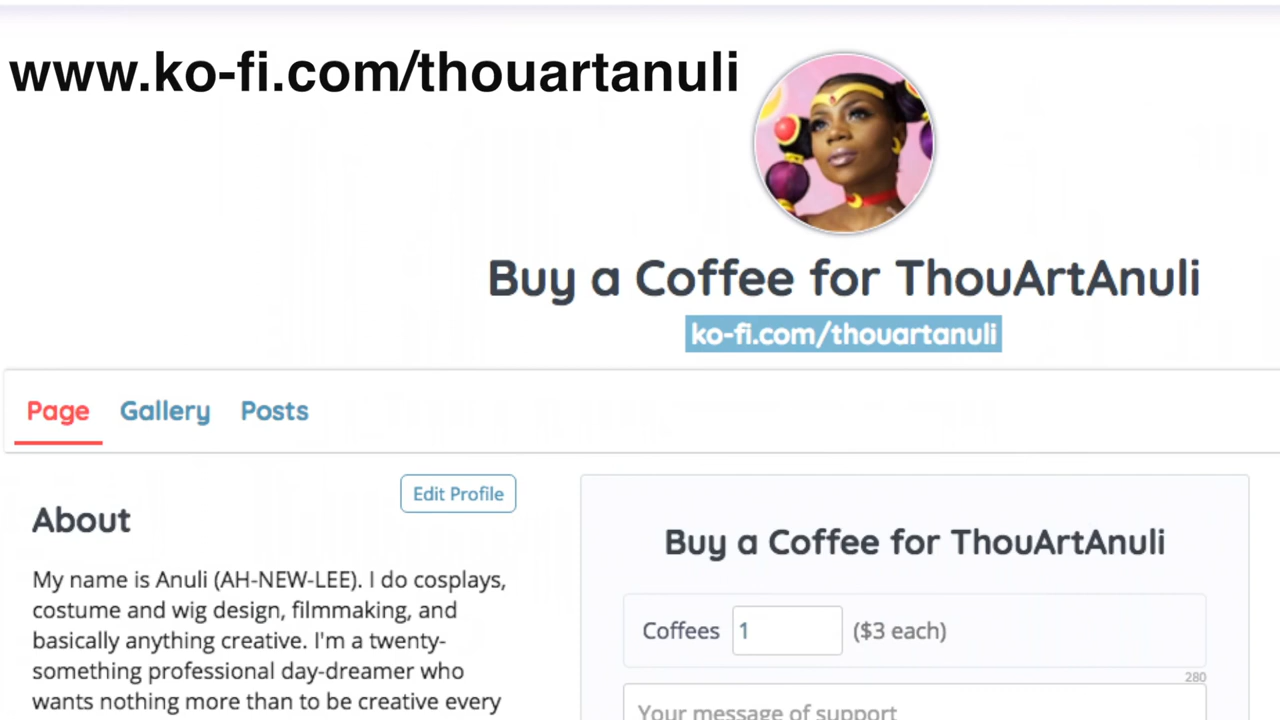 www.ko-fi.com/thouartanuli
Buy a Coffee for ThouArtAnuli
ko-fi.com/thouartanuli
Page Gallery Posts
Edit Profile
About
My name is Anuli (AH-NEW-LEE). I do cosplays,
costume and wig design, filmmaking, and
basically anything creative. I'm a twenty-
something professional day-dreamer who
wants nothing more than to be creative every
Buy a Coffee for ThouArtAnuli
Coffees 1 ($3 each)
280
Your message of support